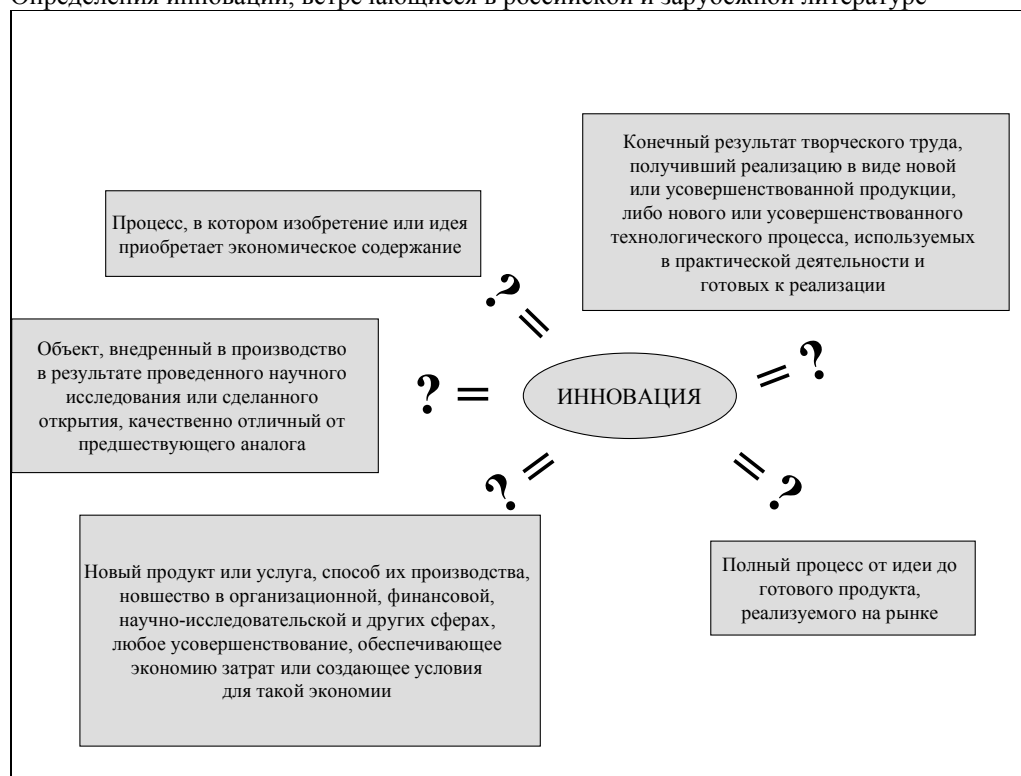 Определения инновации, встречающиеся в российской и зарубежной литературе
Конечный результат творческого труда,
получивший реализацию в виде новой
или усовершенствованной продукции,
либо нового или усовершенствованного
технологического процесса, используемых
в практической деятельности и
готовых к реализации
Процесс, в котором изобретение или идея
приобретает экономическое содержание
? =
Объект, внедренный в производство
в результате проведенного научного
исследования или сделанного
открытия, качественно отличный от
предшествующего аналога
? =
ИННОВАЦИЯ
= ?
? =
= ?
Новый продукт или услуга, способ их производства,
новшество в организационной, финансовой,
научно-исследовательской и других сферах,
любое усовершенствование, обеспечивающее
экономию затрат или создающее условия
для такой экономии
Полный процесс от идеи до
готового продукта,
реализуемого на рынке